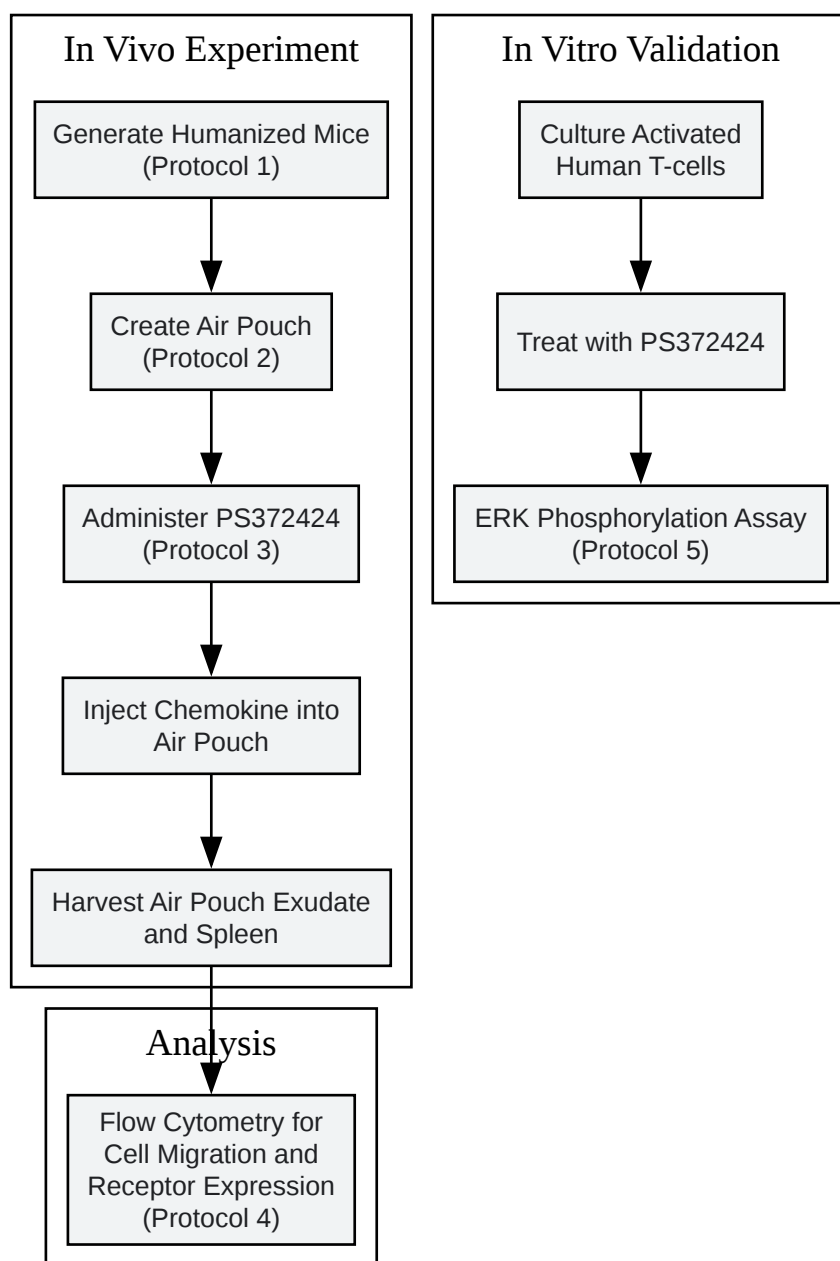 In Vivo Experiment
Generate Humanized Mice
(Protocol 1)
Create Air Pouch
(Protocol 2)
Administer PS372424
(Protocol 3)
Inject Chemokine into
Air Pouch
Harvest Air Pouch Exudate
and Spleen
Analysis
Flow Cytometry for
Cell Migration and
Receptor Expression
(Protocol 4)
In Vitro Validation
Culture Activated
Human T-cells
Treat with PS372424
ERK Phosphorylation Assay
(Protocol 5)